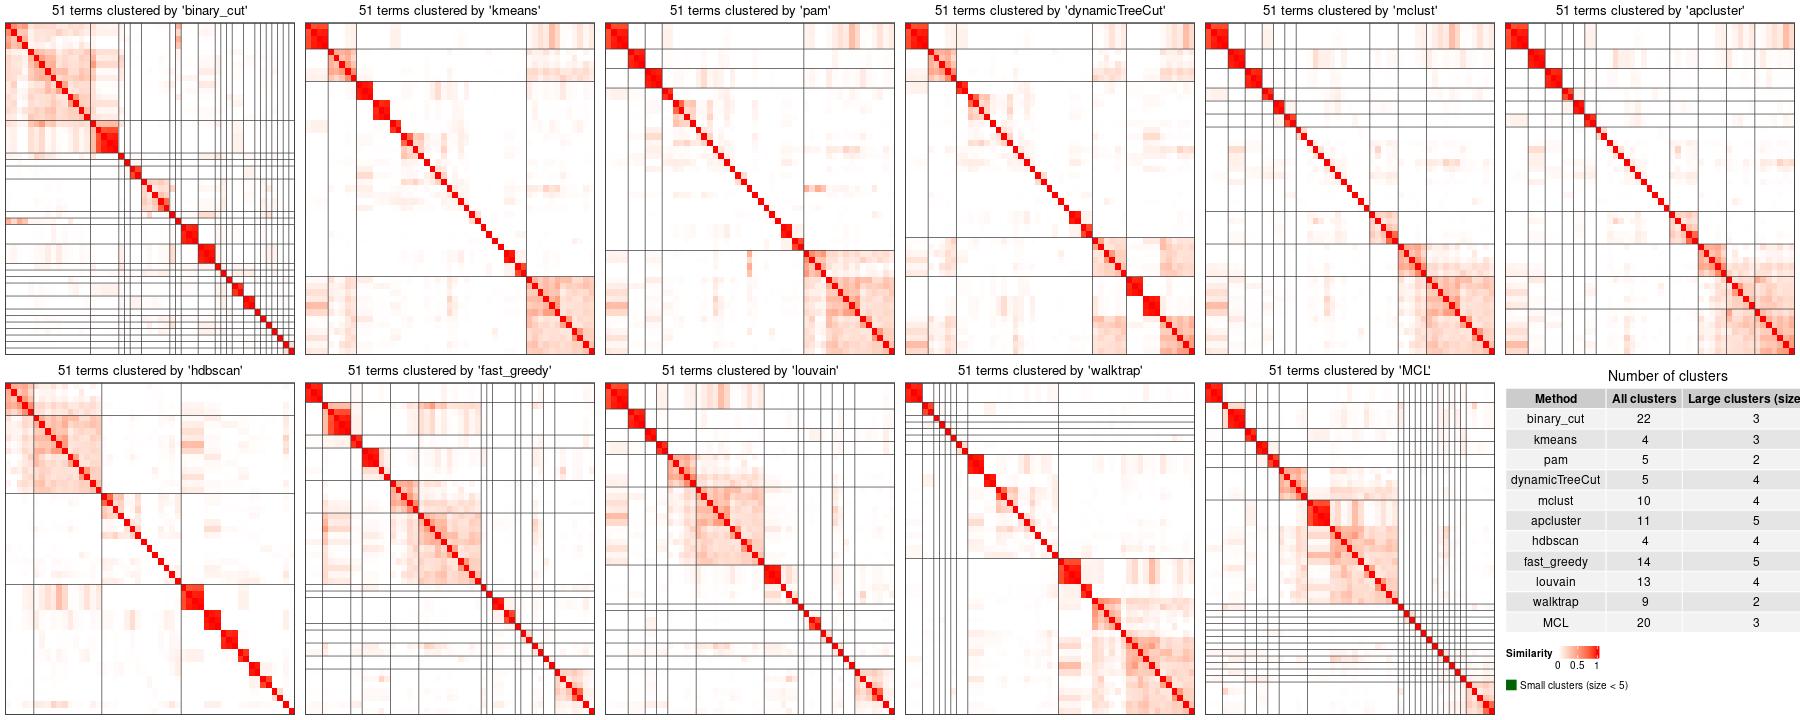 51 terms clustered by 'binary_cut'
51 terms clustered by 'kmeans'
51 terms clustered by 'pam'
51 terms clustered by 'dynamicTreeCut'
51 terms clustered by 'mclust'
51 terms clustered by 'apcluster'
51 terms clustered by 'hdbscan'
51 terms clustered by 'fast_greedy'
51 terms clustered by 'louvain'
51 terms clustered by 'walktrap'
51 terms clustered by 'MCL'
Number of clusters
Method All clusters Large clusters (size
binary_cut 22 3
kmeans 4 3
pam 5 2
dynamicTreeCut 5 4
mclust 10 4
apcluster 11 5
hdbscan 4 4
fast_greedy 14 5
louvain 13 4
walktrap 9 2
MCL 20 3
Similarity
0 0.5 1
Small clusters (size < 5)